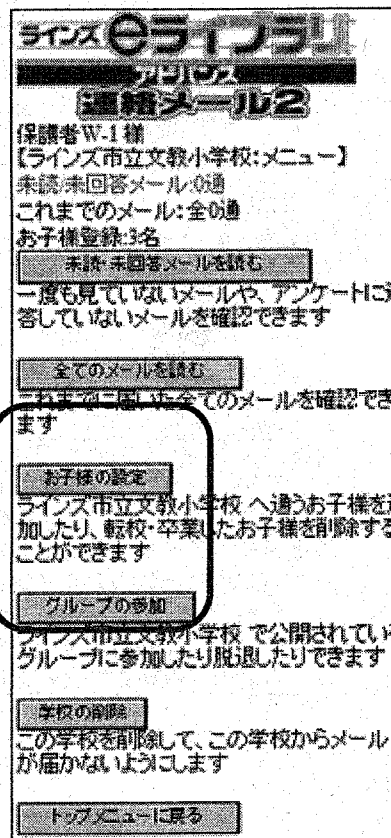 ラインズeライブラリ
アドバンス
連絡メール2
保護者W-1 様
【ラインズ市立文教小学校:メニュー】
未読・未回答メール:0通
これまでのメール:全0通
お子様登録:3名
未読・未回答メールを読む
一度も見ていないメールや、アンケートに返
答していないメールを確認できます
全てのメールを読む
これまでに届いた全てのメールを確認でき
ます
お子様の設定
ラインズ市立文教小学校 へ通うお子様を追
加したり、転校・卒業したお子様を削除する
ことができます
グループの参加
ラインズ市立文教小学校 で公開されている
グループに参加したり脱退したりできます
学校の削除
この学校を削除して、この学校からメール
が届かないようにします
トップメニューに戻る